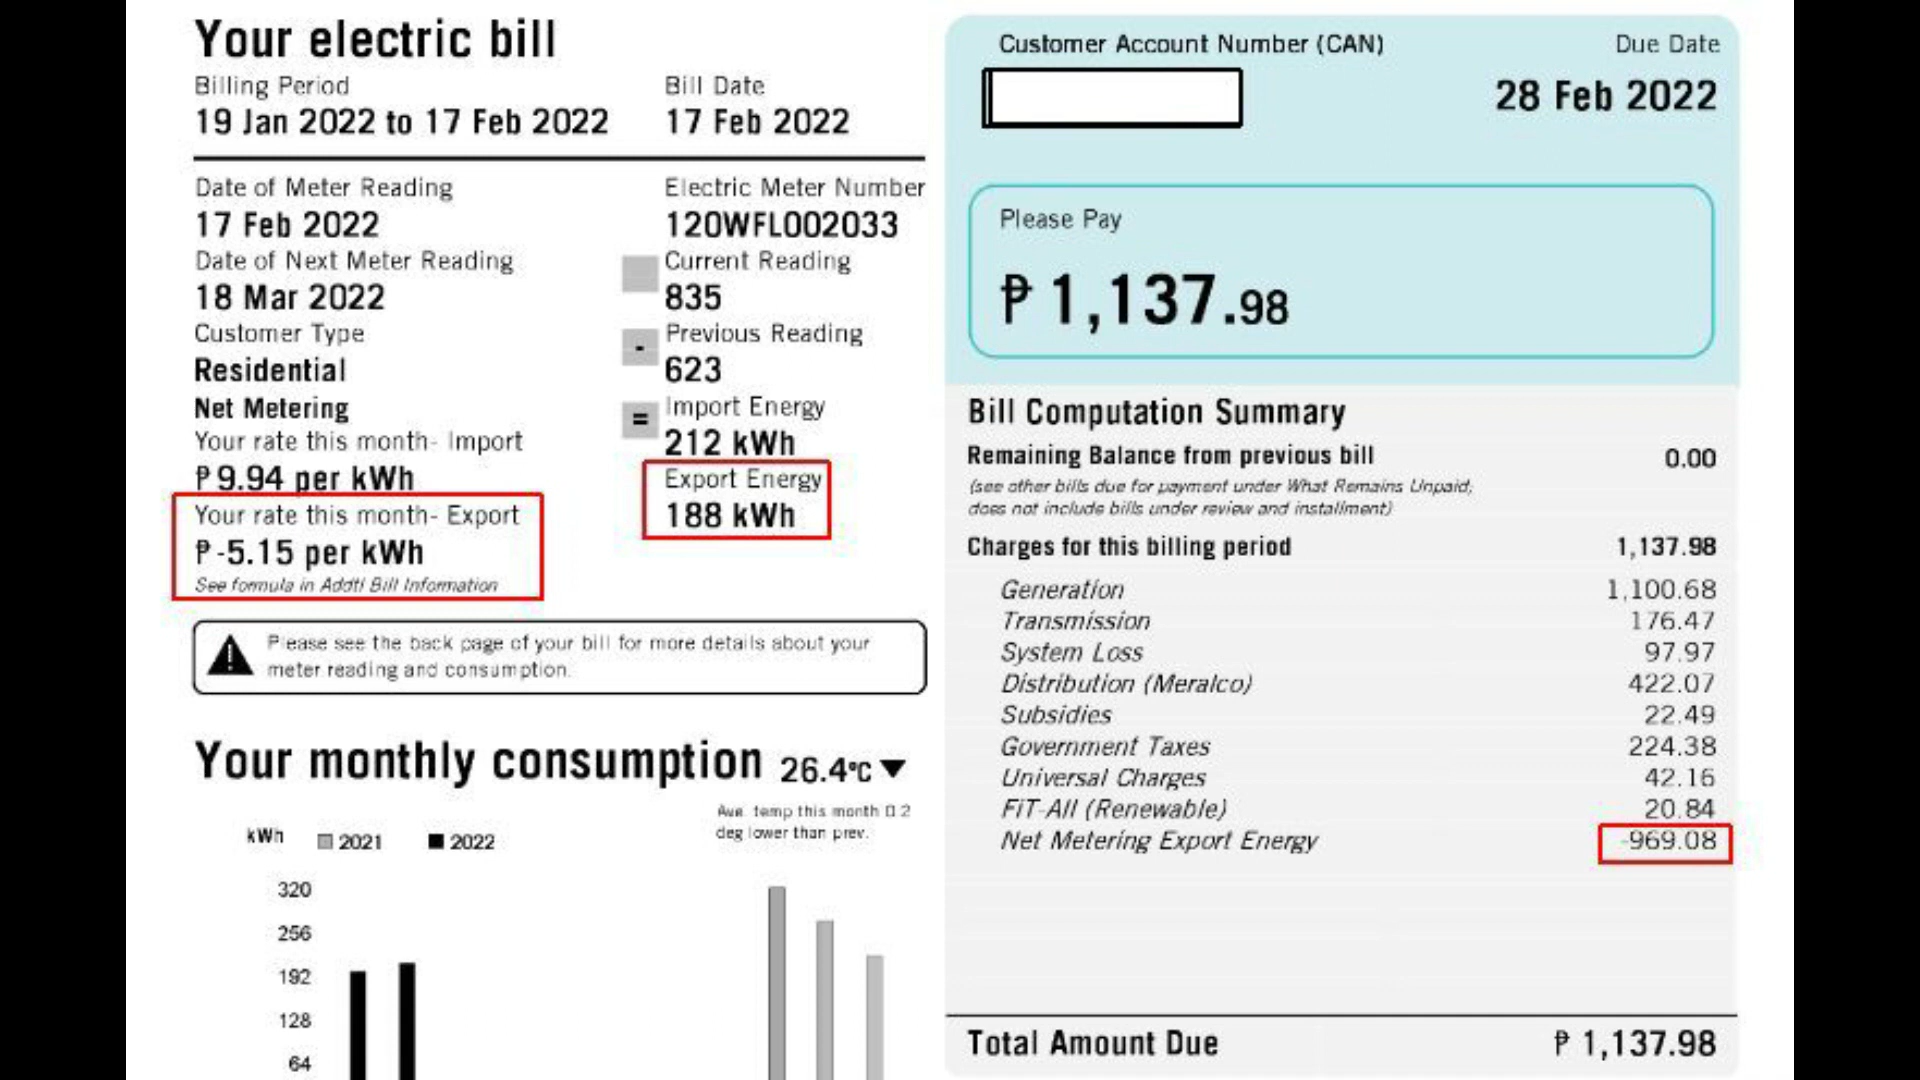 Your electric bill
Billing Period
19 Jan 2022 to 17 Feb 2022
Bill Date
17 Feb 2022
Date of Meter Reading
17 Feb 2022
Date of Next Meter Reading
18 Mar 2022
Customer Type
Residential
Net Metering
Your rate this month- Import
₱ 9.94 per kWh
Your rate this month- Export
₱ -5.15 per kWh
See formula in Addtl Bill Information
Electric Meter Number
120WFL002033
Current Reading
835
- Previous Reading
623
= Import Energy
212 kWh
Export Energy
188 kWh
Please see the back page of your bill for more details about your
meter reading and consumption.
Your monthly consumption 26.4°C ▼
Ave. temp this month 0.2
deg lower than prev.
kWh 2021 2022
320
256
192
128
64
Customer Account Number (CAN)
Due Date
28 Feb 2022
Please Pay
₱ 1,137.98
Bill Computation Summary
Remaining Balance from previous bill 0.00
(see other bills due for payment under What Remains Unpaid;
does not include bills under review and installment)
Charges for this billing period 1,137.98
Generation 1,100.68
Transmission 176.47
System Loss 97.97
Distribution (Meralco) 422.07
Subsidies 22.49
Government Taxes 224.38
Universal Charges 42.16
FiT-All (Renewable) 20.84
Net Metering Export Energy -969.08
Total Amount Due ₱ 1,137.98